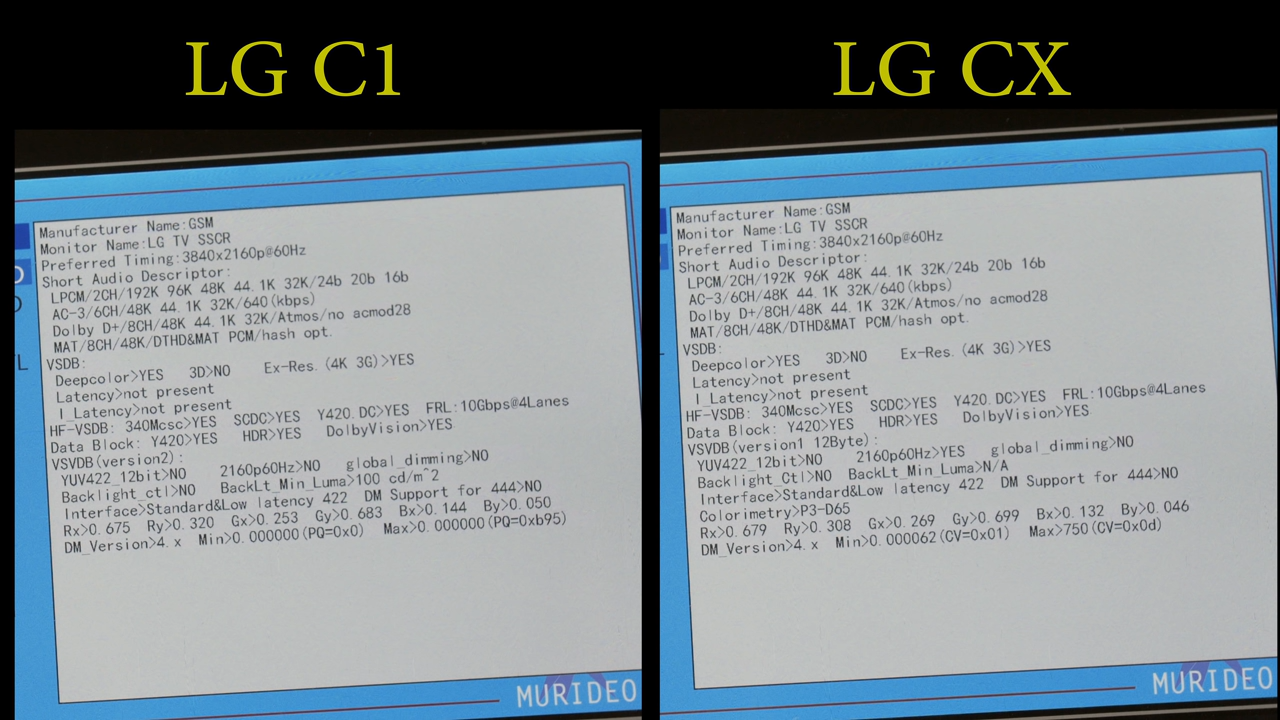 LG C1
Manufacturer Name:GSM
Monitor Name:LG TV SSCR
Preferred Timing:3840x2160p@60Hz
Short Audio Descriptor:
LPCM/2CH/192K 96K 48K 44.1K 32K/24b 20b 16b
AC-3/6CH/48K 44.1K 32K/640(kbps)
Dolby D+/8CH/48K 44.1K 32K/Atmos/no acmod28
MAT/8CH/48K/DTHD&MAT PCM/hash opt.
VSDB:
Deepcolor>YES 3D>NO Ex-Res.(4K 3G)>YES
Latency>not present
I_Latency>not present
HF-VSDB: 340Mcsc>YES SCDC>YES Y420.DC>YES FRL:10Gbps@4Lanes
Data Block: Y420>YES HDR>YES DolbyVision>YES
VSVDB(version2):
YUV422_12bit>NO 2160p60Hz>NO global_dimming>NO
Backlight_ctl>NO BackLt_Min_Luma>100 cd/m^2
Interface>Standard&Low latency 422 DM Support for 444>NO
Rx>0.675 Ry>0.320 Gx>0.253 Gy>0.683 Bx>0.144 By>0.050
DM_Version>4.x Min>0.000000(PQ=0x0) Max>0.000000(PQ=0xb95)
MURIDEO
LG CX
Manufacturer Name:GSM
Monitor Name:LG TV SSCR
Preferred Timing:3840x2160p@60Hz
Short Audio Descriptor:
LPCM/2CH/192K 96K 48K 44.1K 32K/24b 20b 16b
AC-3/6CH/48K 44.1K 32K/640(kbps)
Dolby D+/8CH/48K 44.1K 32K/Atmos/no acmod28
MAT/8CH/48K/DTHD&MAT PCM/hash opt.
VSDB:
Deepcolor>YES 3D>NO Ex-Res.(4K 3G)>YES
Latency>not present
I_Latency>not present
HF-VSDB: 340Mcsc>YES SCDC>YES Y420.DC>YES FRL:10Gbps@4Lanes
Data Block: Y420>YES HDR>YES DolbyVision>YES
VSVDB(version1 12Byte):
YUV422_12bit>NO 2160p60Hz>YES global_dimming>NO
Backlight_Ctl>NO BackLt_Min_Luma>N/A
Interface>Standard&Low latency 422 DM Support for 444>NO
Colorimetry>P3-D65
Rx>0.679 Ry>0.308 Gx>0.269 Gy>0.699 Bx>0.132 By>0.046
DM_Version>4.x Min>0.000062(CV=0x01) Max>750(CV=0x0d)
MURIDEO